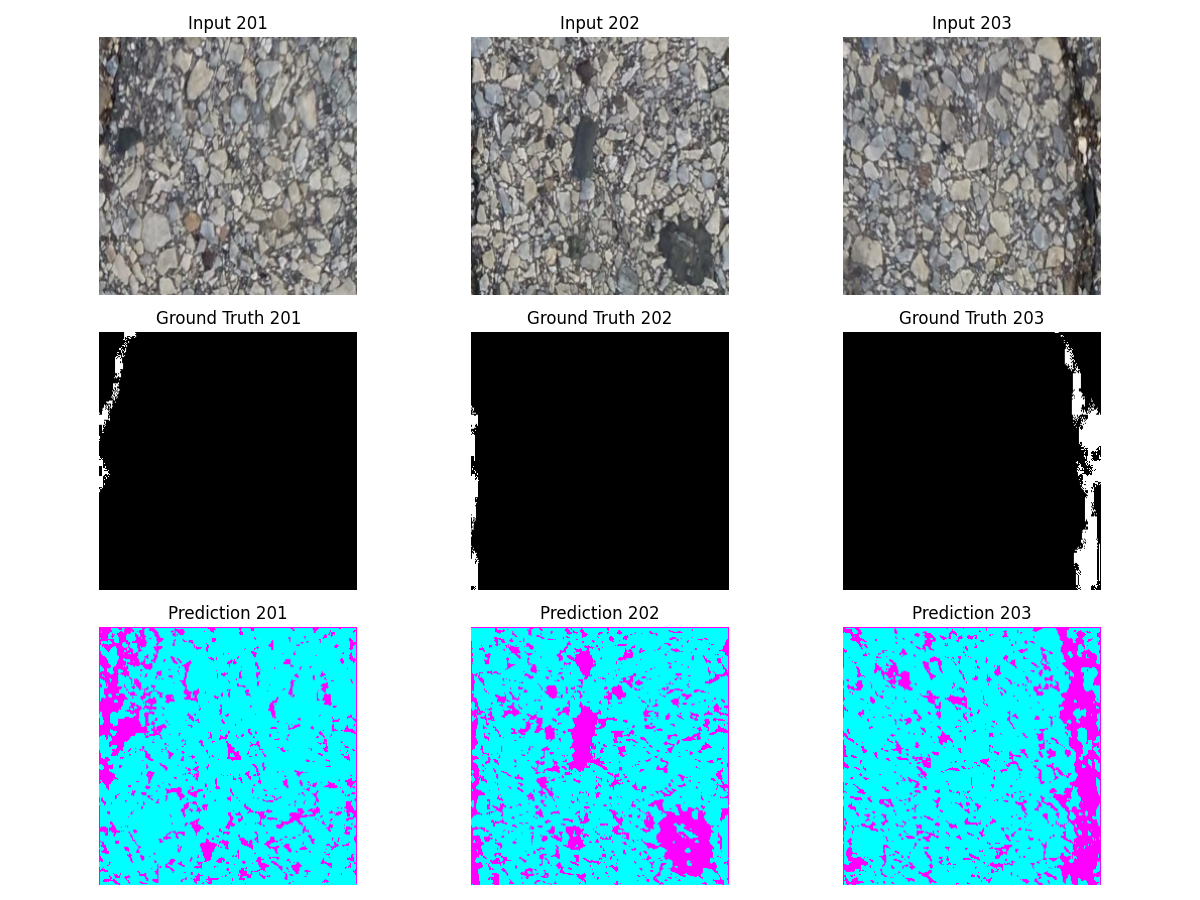 Input 201
Input 202
Input 203
Ground Truth 201
Ground Truth 202
Ground Truth 203
Prediction 201
Prediction 202
Prediction 203